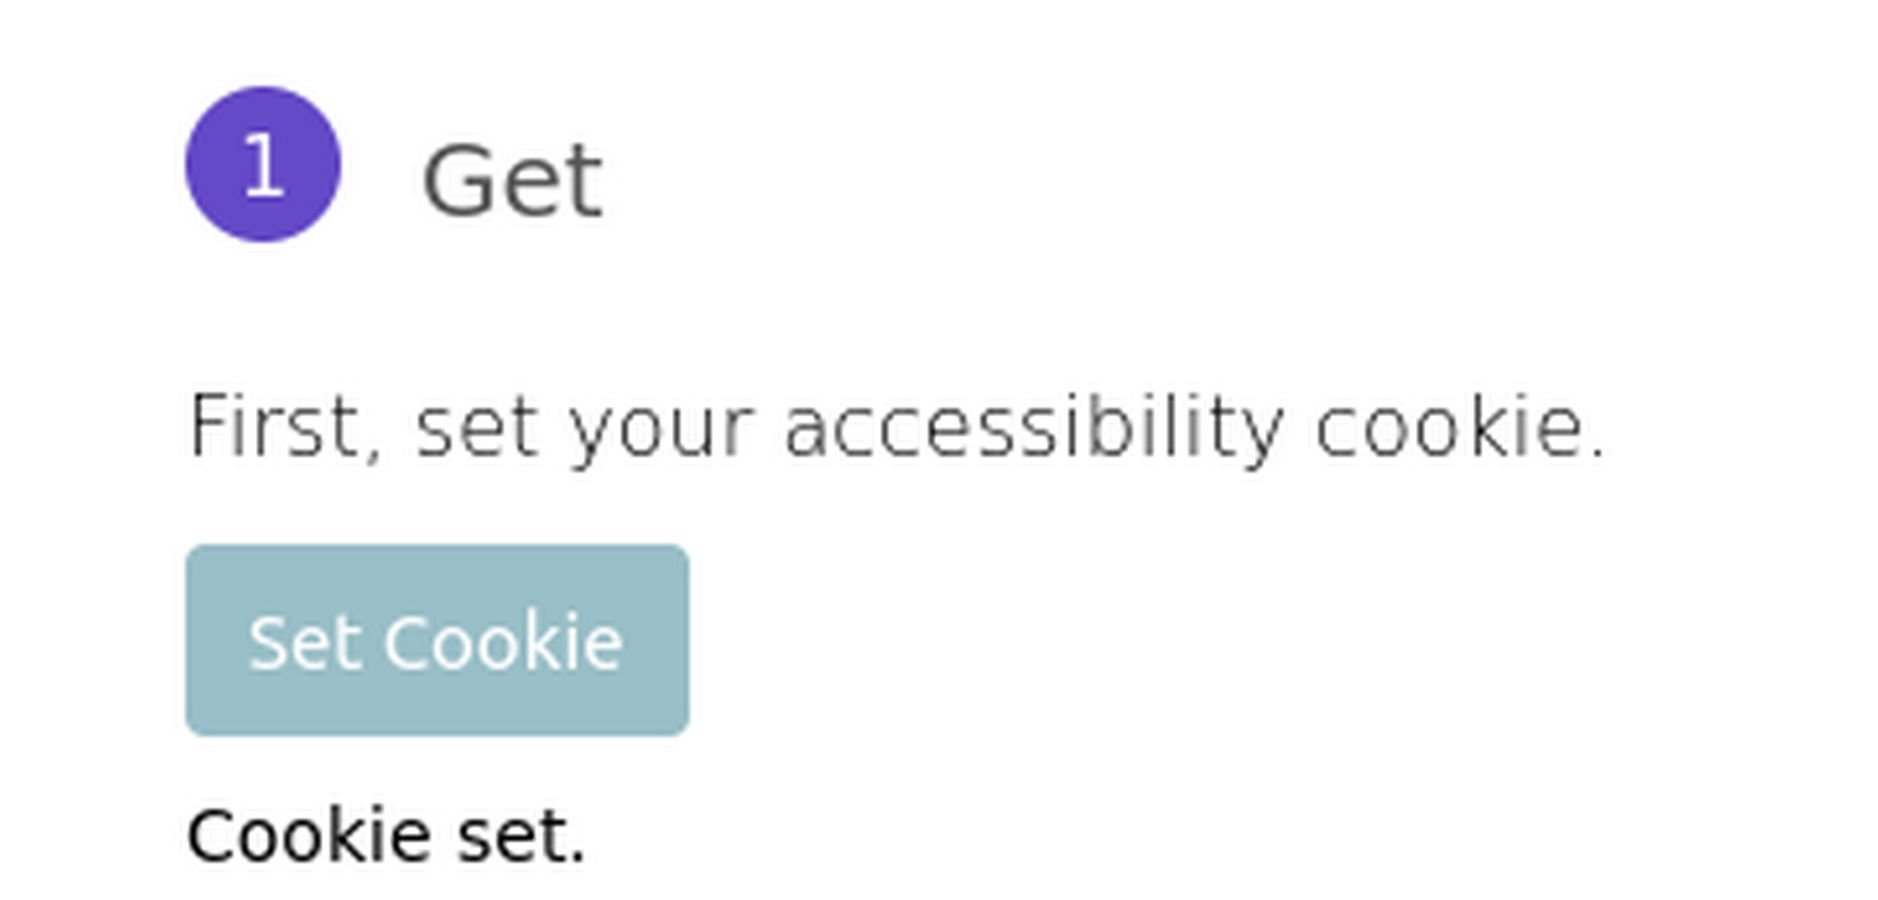 1 Get
First, set your accessibility cookie.
Set Cookie
Cookie set.